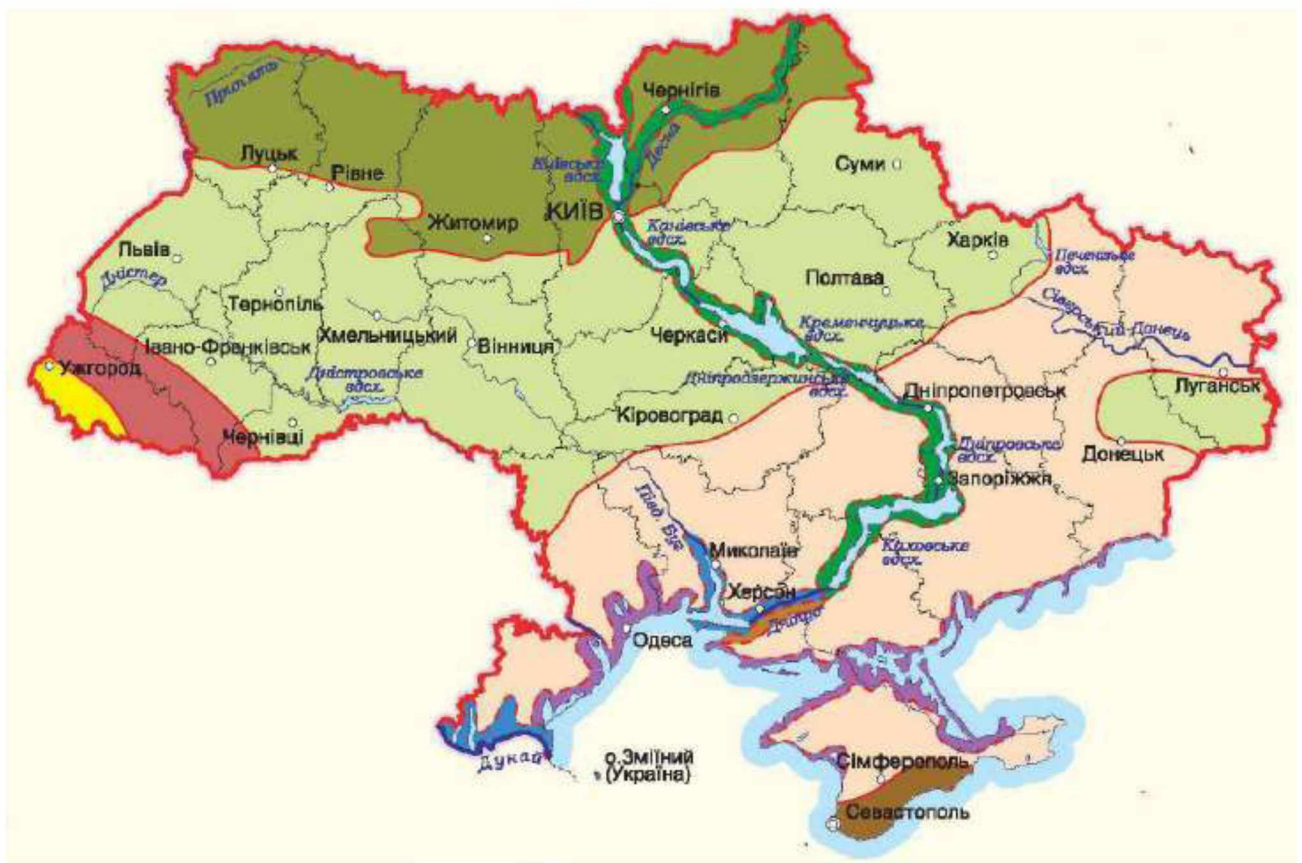 Прип'ять
Чернігів
Луцьк
Рівне
Київське
вдсх.
Десна
Суми
КИЇВ
Житомир
Канівське
вдсх.
Харків
Печенізьке
вдсх.
Львів
Дністер
Тернопіль
Полтава
Сіверський Донець
Хмельницький
Вінниця
Черкаси
Кременчуцьке
вдсх.
Івано-Франківськ
Ужгород
Дністровське
вдсх.
Дніпродзержинське
вдсх.
Луганськ
Дніпропетровськ
Кіровоград
Чернівці
Дніпровське
вдсх.
Донецьк
Запоріжжя
Півд. Буг
Миколаїв
Каховське
вдсх.
Херсон
Дніпро
Одеса
Дунай
о.Зміїний
(Україна)
Сімферополь
Севастополь